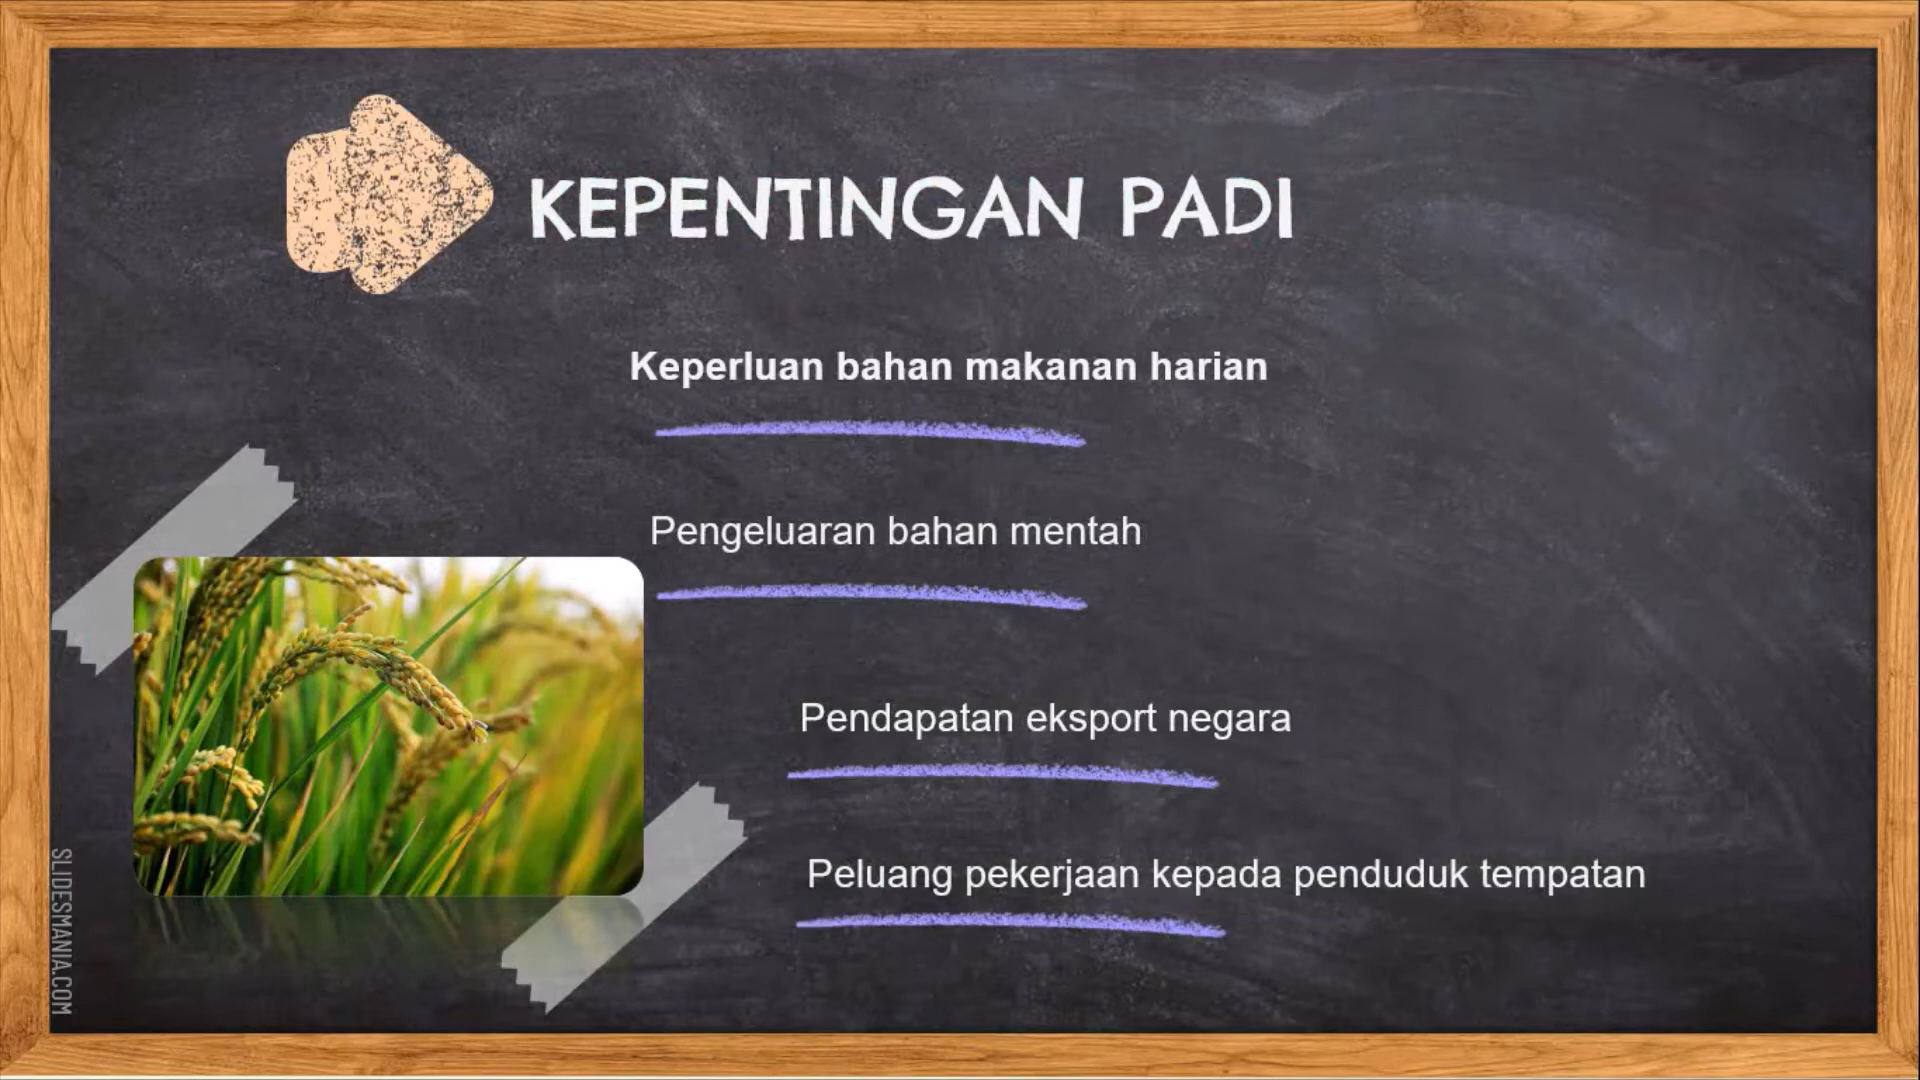 KEPENTINGAN PADI
Keperluan bahan makanan harian
Pengeluaran bahan mentah
Pendapatan eksport negara
Peluang pekerjaan kepada penduduk tempatan
SLIDESMANIA.COM